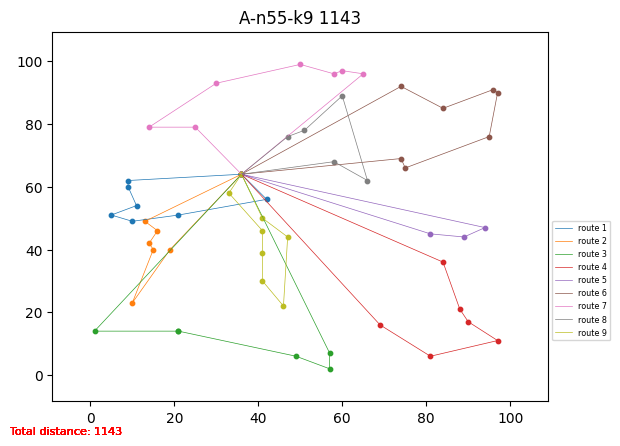 A-n55-k9 1143
100
80
60
40
20
0
0 20 40 60 80 100
route 1
route 2
route 3
route 4
route 5
route 6
route 7
route 8
route 9
Total distance: 1143